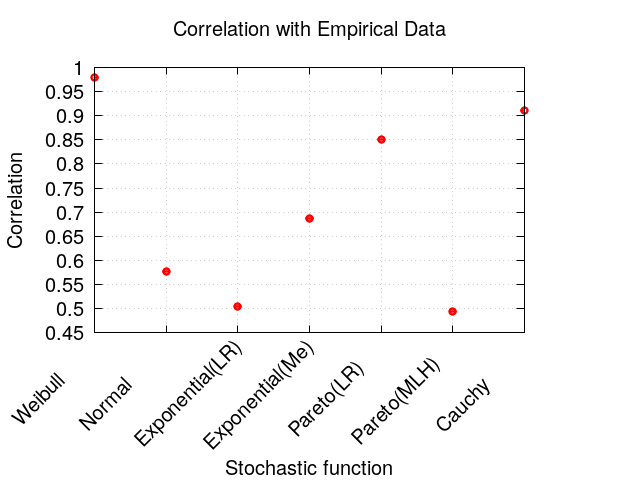 Correlation with Empirical Data
1
0.95
0.9
0.85
0.8
0.75
0.7
0.65
0.6
0.55
0.5
0.45
Correlation
Weibull
Normal
Exponential(LR)
Exponential(Me)
Pareto(LR)
Pareto(MLH)
Cauchy
Stochastic function